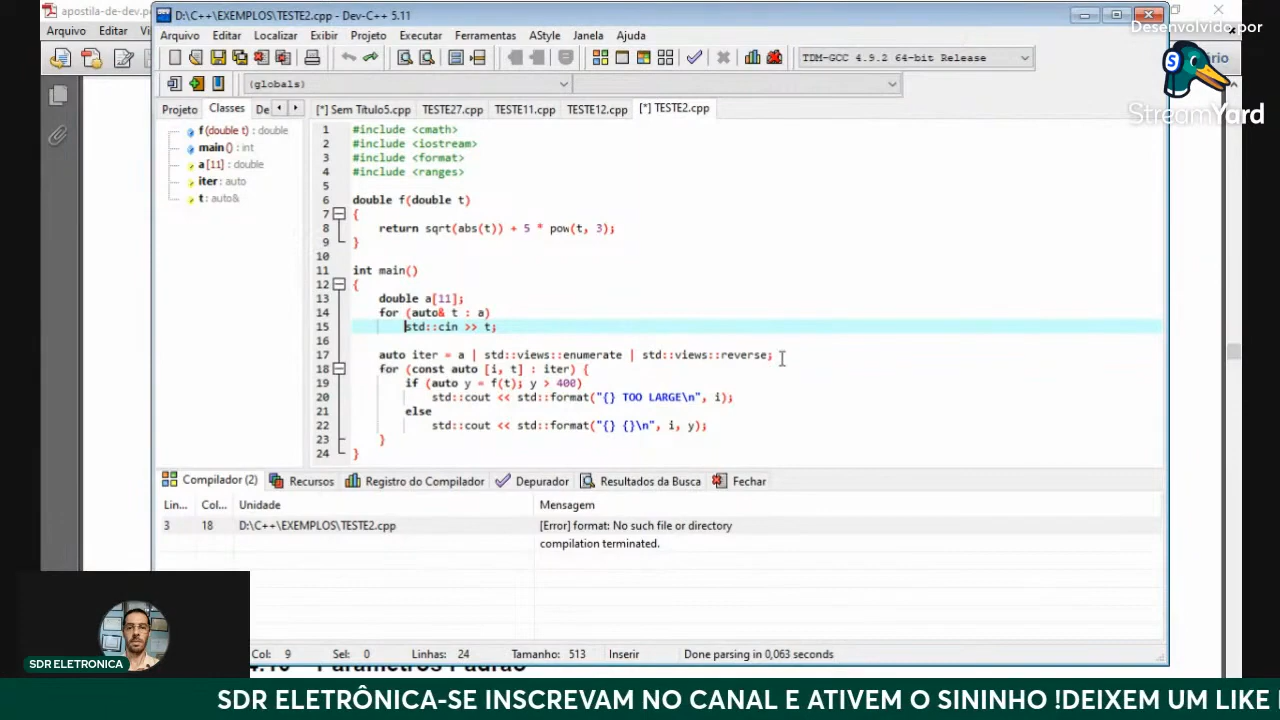 apostila-de-dev.p
D:\C++\EXEMPLOS\TESTE2.cpp - Dev-C++ 5.11
Desenvolvido por
Arquivo Editar Vi
Arquivo Editar Localizar Exibir Projeto Executar Ferramentas AStyle Janela Ajuda
TDM-GCC 4.9.2 64-bit Release
StreamYard
(globals)
Projeto Classes De
[*] Sem Titulo5.cpp TESTE27.cpp TESTE11.cpp TESTE12.cpp [*] TESTE2.cpp
f (double t) : double
main () : int
a [11] : double
iter : auto
t : auto&
1 #include <cmath>
2 #include <iostream>
3 #include <format>
4 #include <ranges>
5
6 double f(double t)
7 {
8 return sqrt(abs(t)) + 5 * pow(t, 3);
9 }
10
11 int main()
12 {
13 double a[11];
14 for (auto& t : a)
15 std::cin >> t;
16
17 auto iter = a | std::views::enumerate | std::views::reverse;
18 for (const auto [i, t] : iter) {
19 if (auto y = f(t); y > 400)
20 std::cout << std::format("{} TOO LARGE\n", i);
21 else
22 std::cout << std::format("{} {}\n", i, y);
23 }
24 }
Compilador (2) Recursos Registro do Compilador Depurador Resultados da Busca Fechar
Lin... Col... Unidade Mensagem
3 18 D:\C++\EXEMPLOS\TESTE2.cpp [Error] format: No such file or directory
compilation terminated.
Col: 9 Sel: 0 Linhas: 24 Tamanho: 513 Inserir Done parsing in 0,063 seconds
SDR ELETRONICA
Parâmetros Padrão
SDR ELETRÔNICA-SE INSCREVAM NO CANAL E ATIVEM O SININHO !DEIXEM UM LIKE